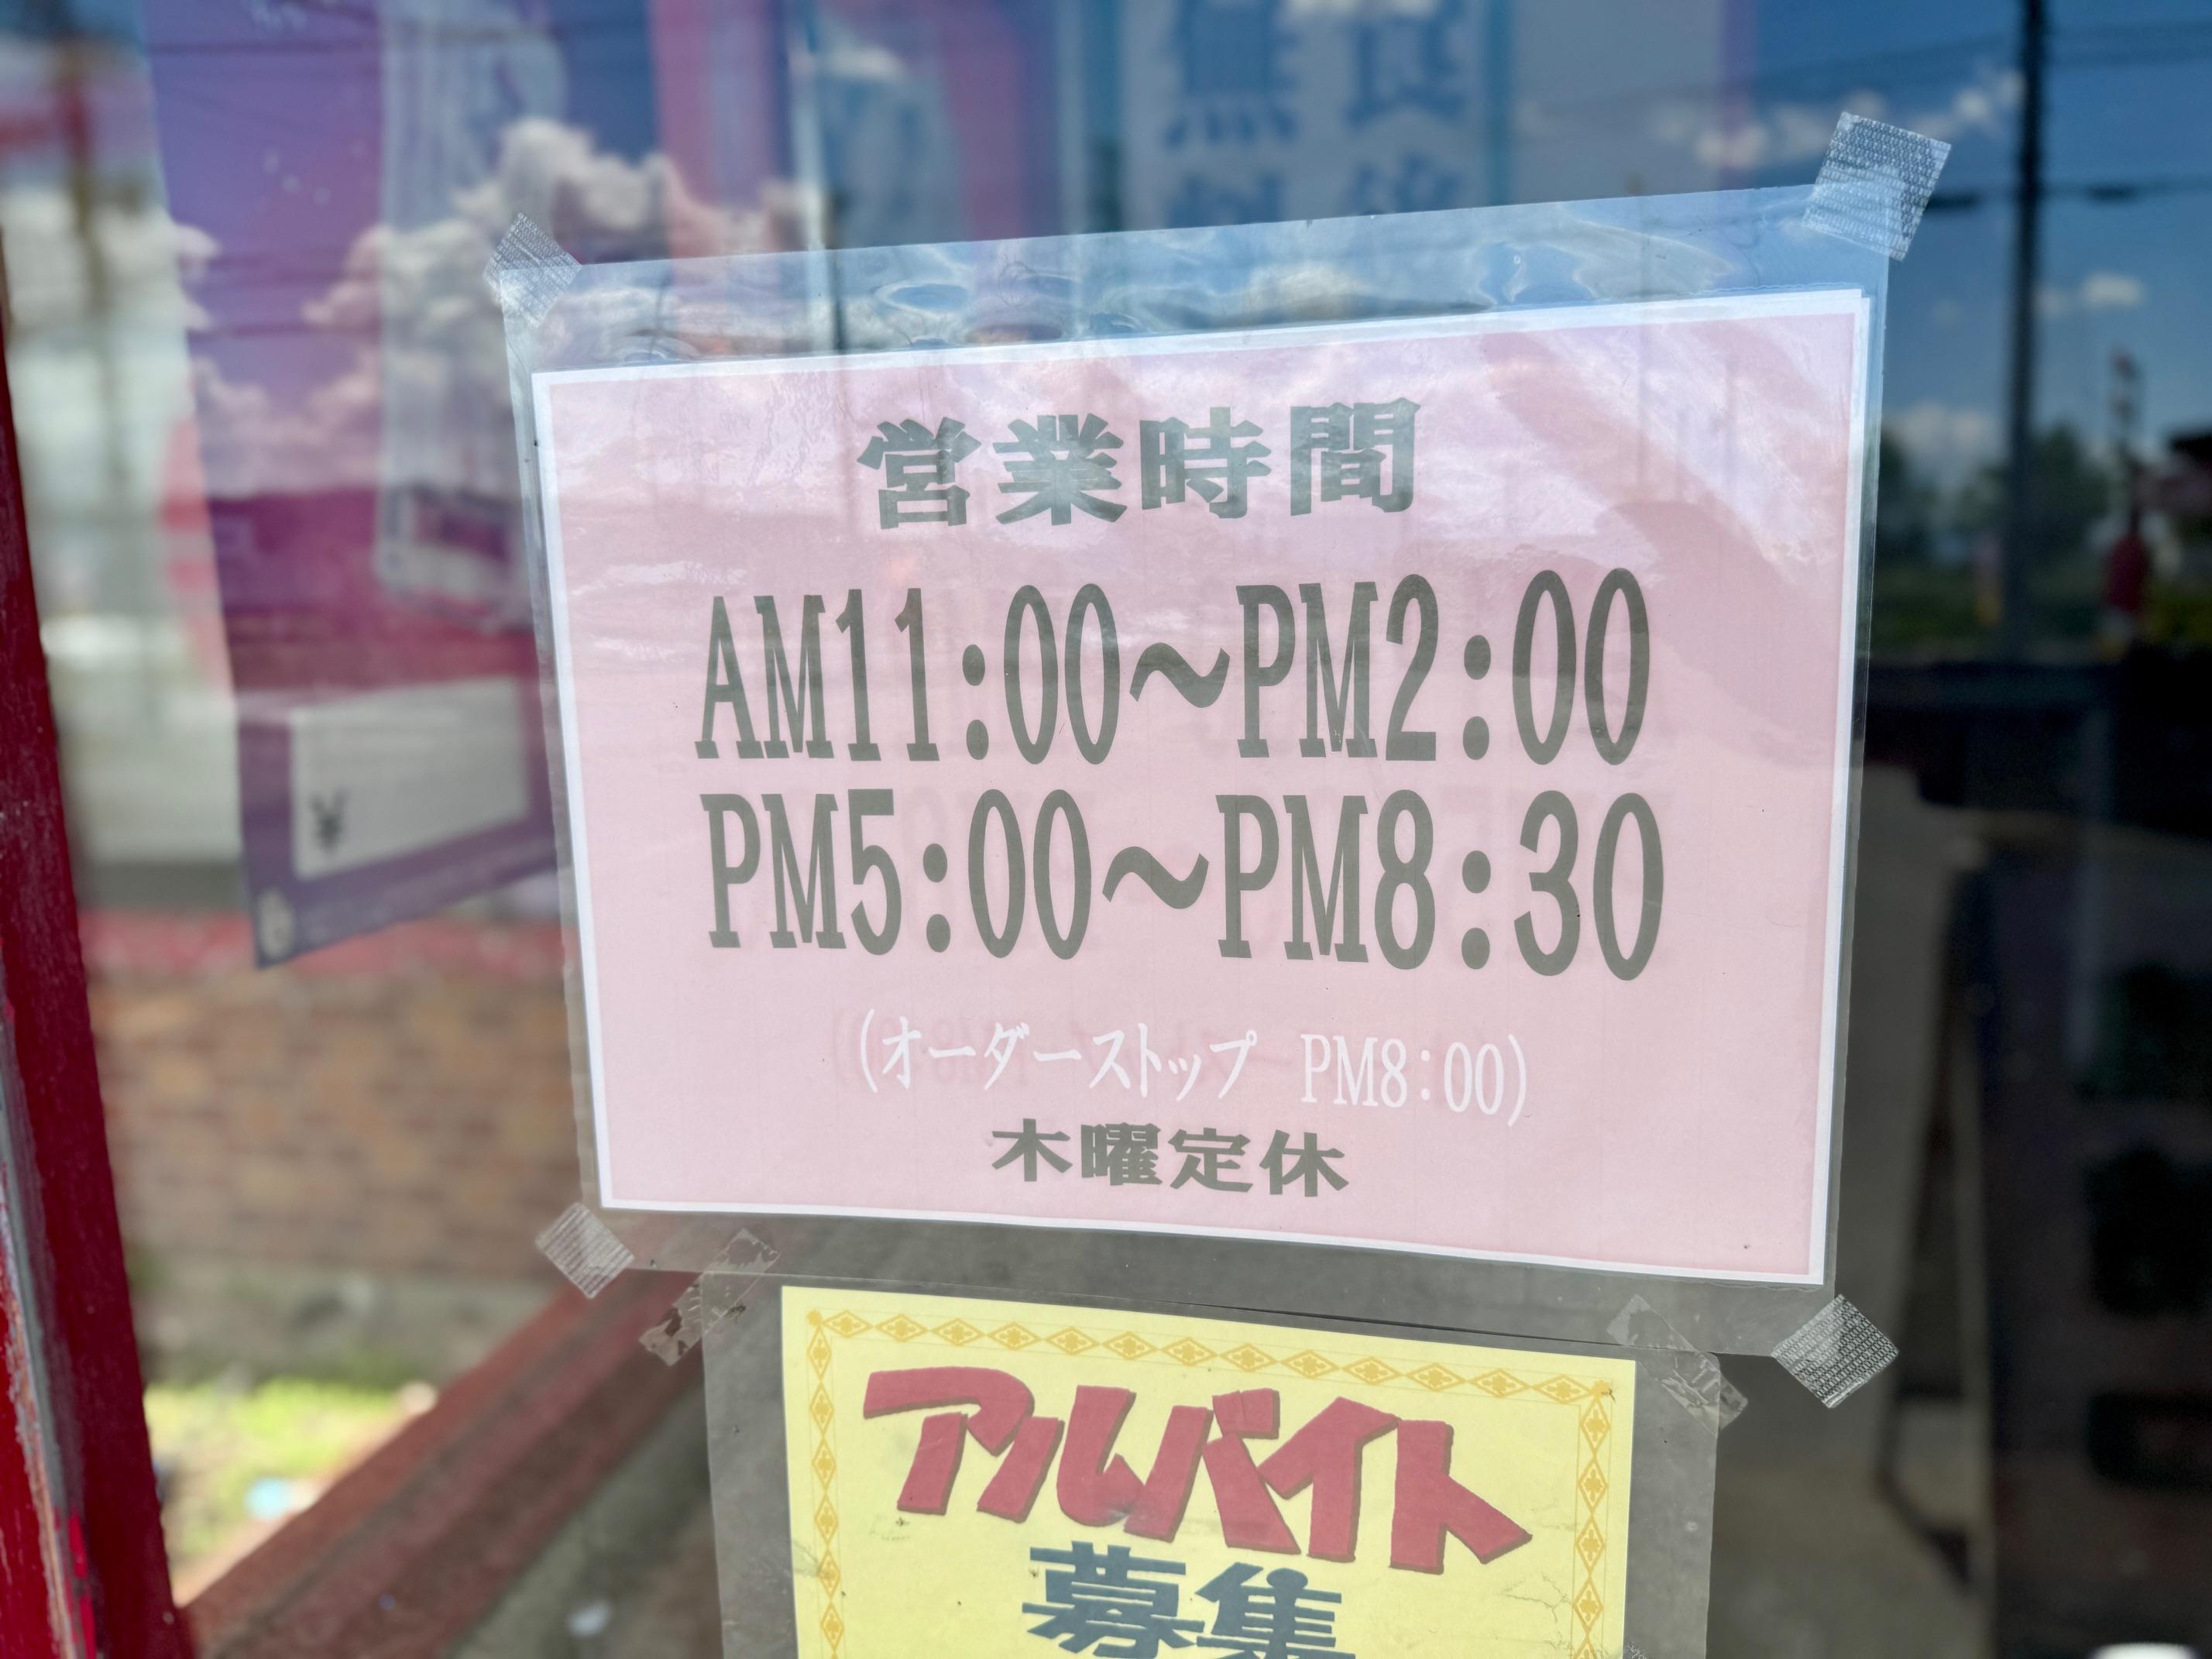 営業時間
AM11:00～PM2:00
PM5:00～PM8:30
(オーダーストップ PM8:00)
木曜定休
アルバイト
募集
¥